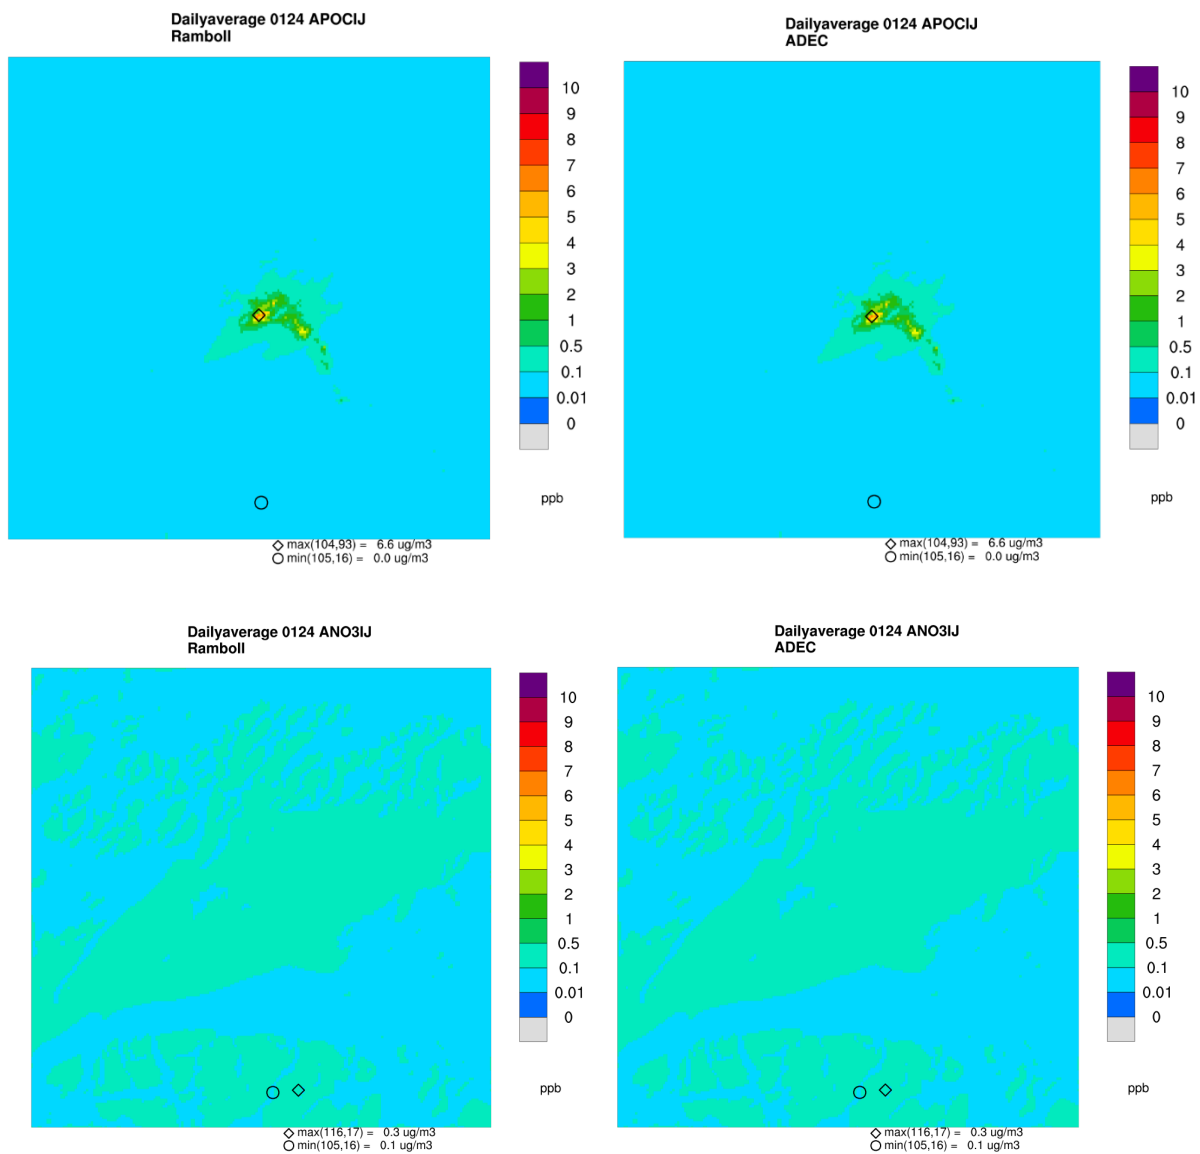 Dailyaverage 0124 APOCIJ
Ramboll
10
9
8
7
6
5
4
3
2
1
0.5
0.1
0.01
0
ppb
max(104,93) = 6.6 ug/m3
min(105,16) = 0.0 ug/m3
Dailyaverage 0124 APOCIJ
ADEC
10
9
8
7
6
5
4
3
2
1
0.5
0.1
0.01
0
ppb
max(104,93) = 6.6 ug/m3
min(105,16) = 0.0 ug/m3
Dailyaverage 0124 ANO3IJ
Ramboll
10
9
8
7
6
5
4
3
2
1
0.5
0.1
0.01
0
ppb
max(116,17) = 0.3 ug/m3
min(105,16) = 0.1 ug/m3
Dailyaverage 0124 ANO3IJ
ADEC
10
9
8
7
6
5
4
3
2
1
0.5
0.1
0.01
0
ppb
max(116,17) = 0.3 ug/m3
min(105,16) = 0.1 ug/m3